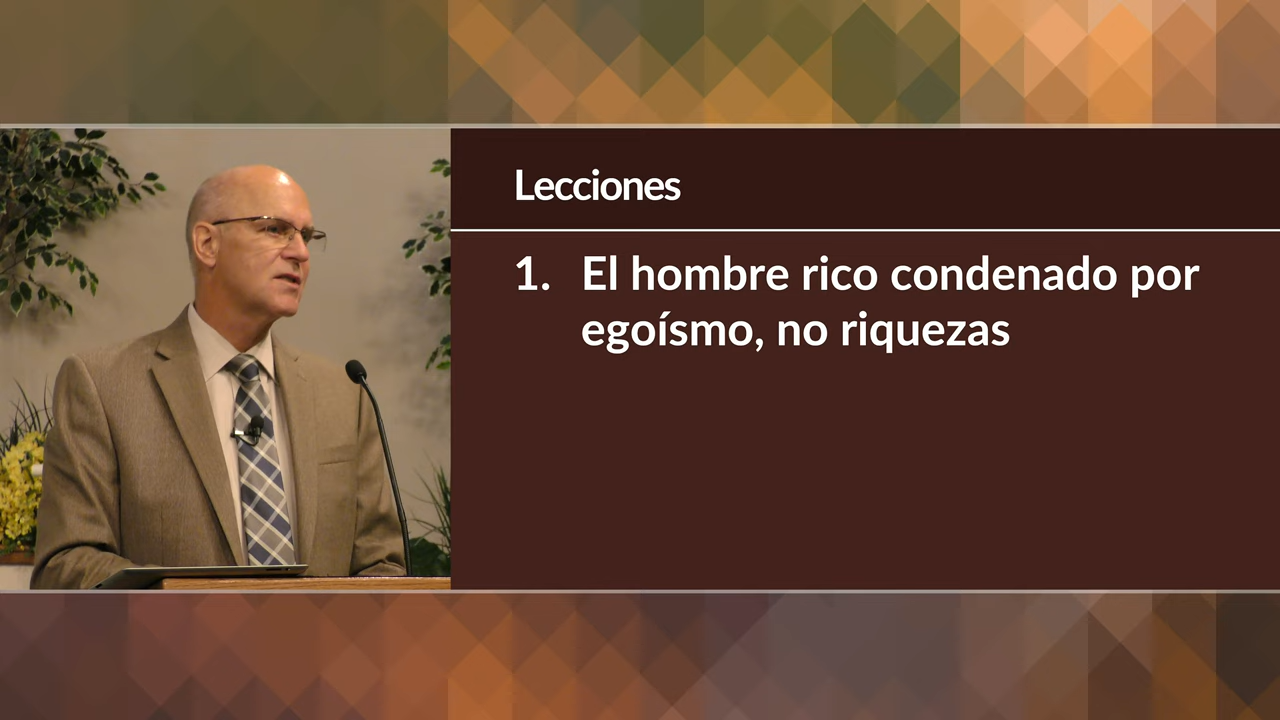 Lecciones
1. El hombre rico condenado por
egoísmo, no riquezas